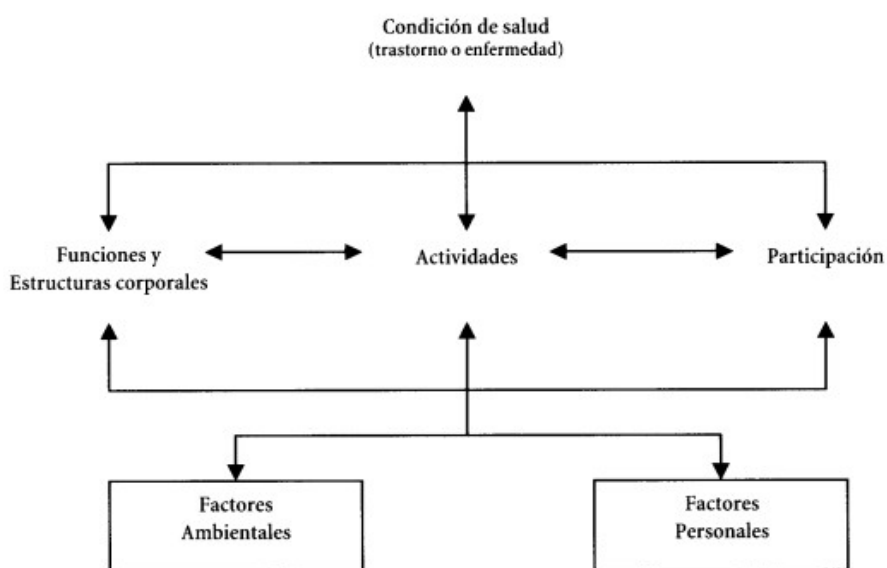 Condición de salud
(trastorno o enfermedad)
Funciones y
Estructuras corporales
Actividades
Participación
Factores
Ambientales
Factores
Personales